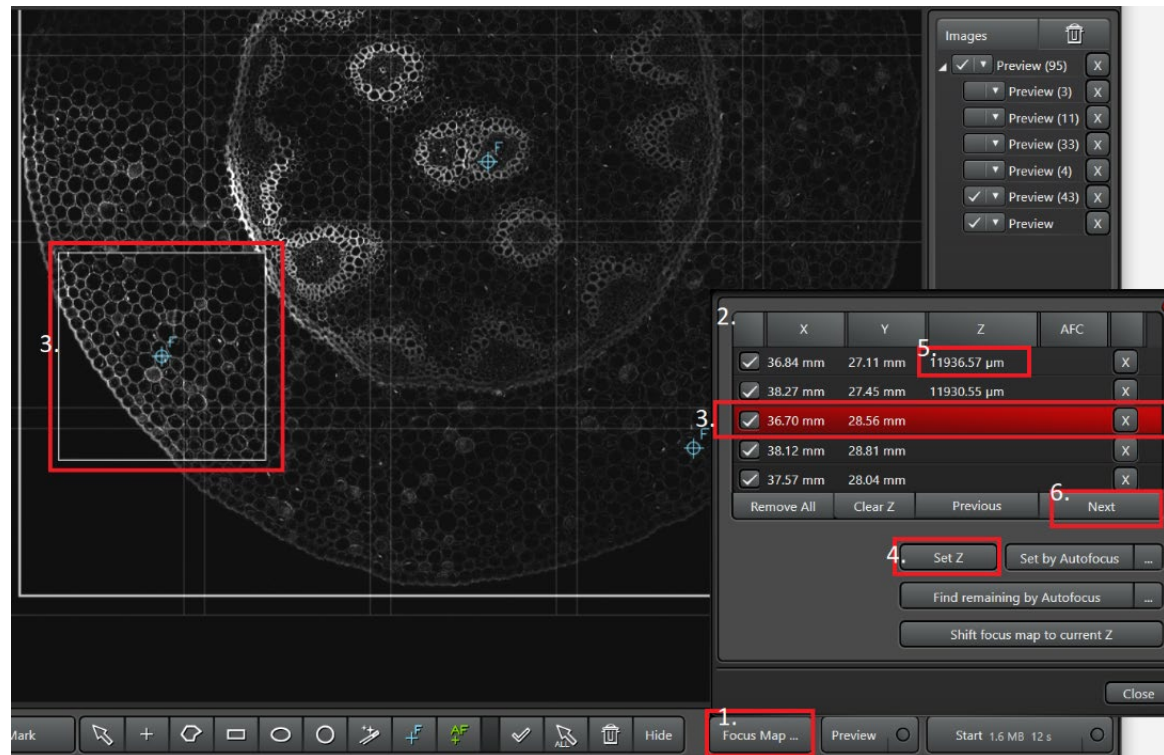 Images
Preview (95) X
Preview (3) X
Preview (11) X
Preview (33) X
Preview (4) X
Preview (43) X
Preview X
F
3.
F
F
2.
X Y Z AFC
5.
36.84 mm 27.11 mm 11936.57 µm X
38.27 mm 27.45 mm 11930.55 µm X
3.
36.70 mm 28.56 mm X
38.12 mm 28.81 mm X
37.57 mm 28.04 mm X
6.
Remove All Clear Z Previous Next
4.
Set Z Set by Autofocus ...
Find remaining by Autofocus ...
Shift focus map to current Z
Close
1.
Mark F AF ALL Hide Focus Map ... Preview Start 1.6 MB 12 s